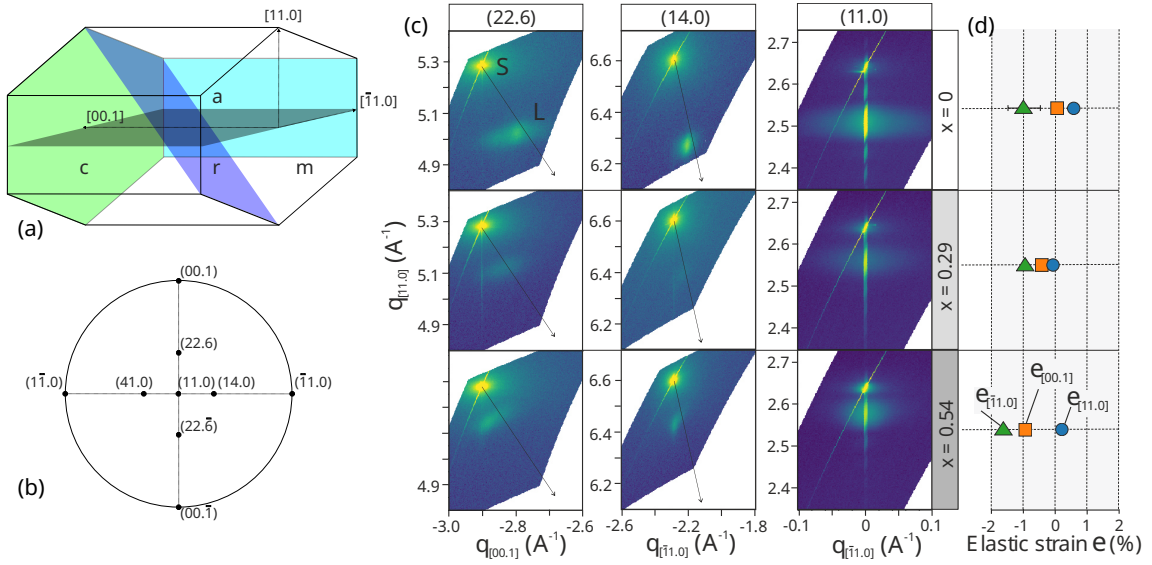 (a)
[11.0]
[1̄1.0]
[00.1]
a
c
r
m
(b)
(00.1)
(22.6)
(11̄.0)
(41.0)
(11.0)
(14.0)
(1̄1.0)
(22.6̄)
(00.1̄)
(c)
(22.6)
(14.0)
(11.0)
S
L
5.3
5.1
4.9
6.6
6.4
6.2
2.7
2.6
2.5
2.4
x = 0
5.3
5.1
4.9
6.6
6.4
6.2
2.7
2.6
2.5
2.4
2.3
x = 0.29
4.9
6.6
6.4
6.2
2.7
2.6
2.5
2.4
2.3
x = 0.54
q[11.0] (A⁻¹)
-3.0
-2.8
-2.6
q[00.1] (A⁻¹)
-2.6
-2.2
-1.8
q[1̄1.0] (A⁻¹)
-0.1
0
0.1
q[1̄1.0] (A⁻¹)
(d)
e[1̄1.0]
e[00.1]
e[11.0]
-2
-1
0
1
2
Elastic strain e (%)